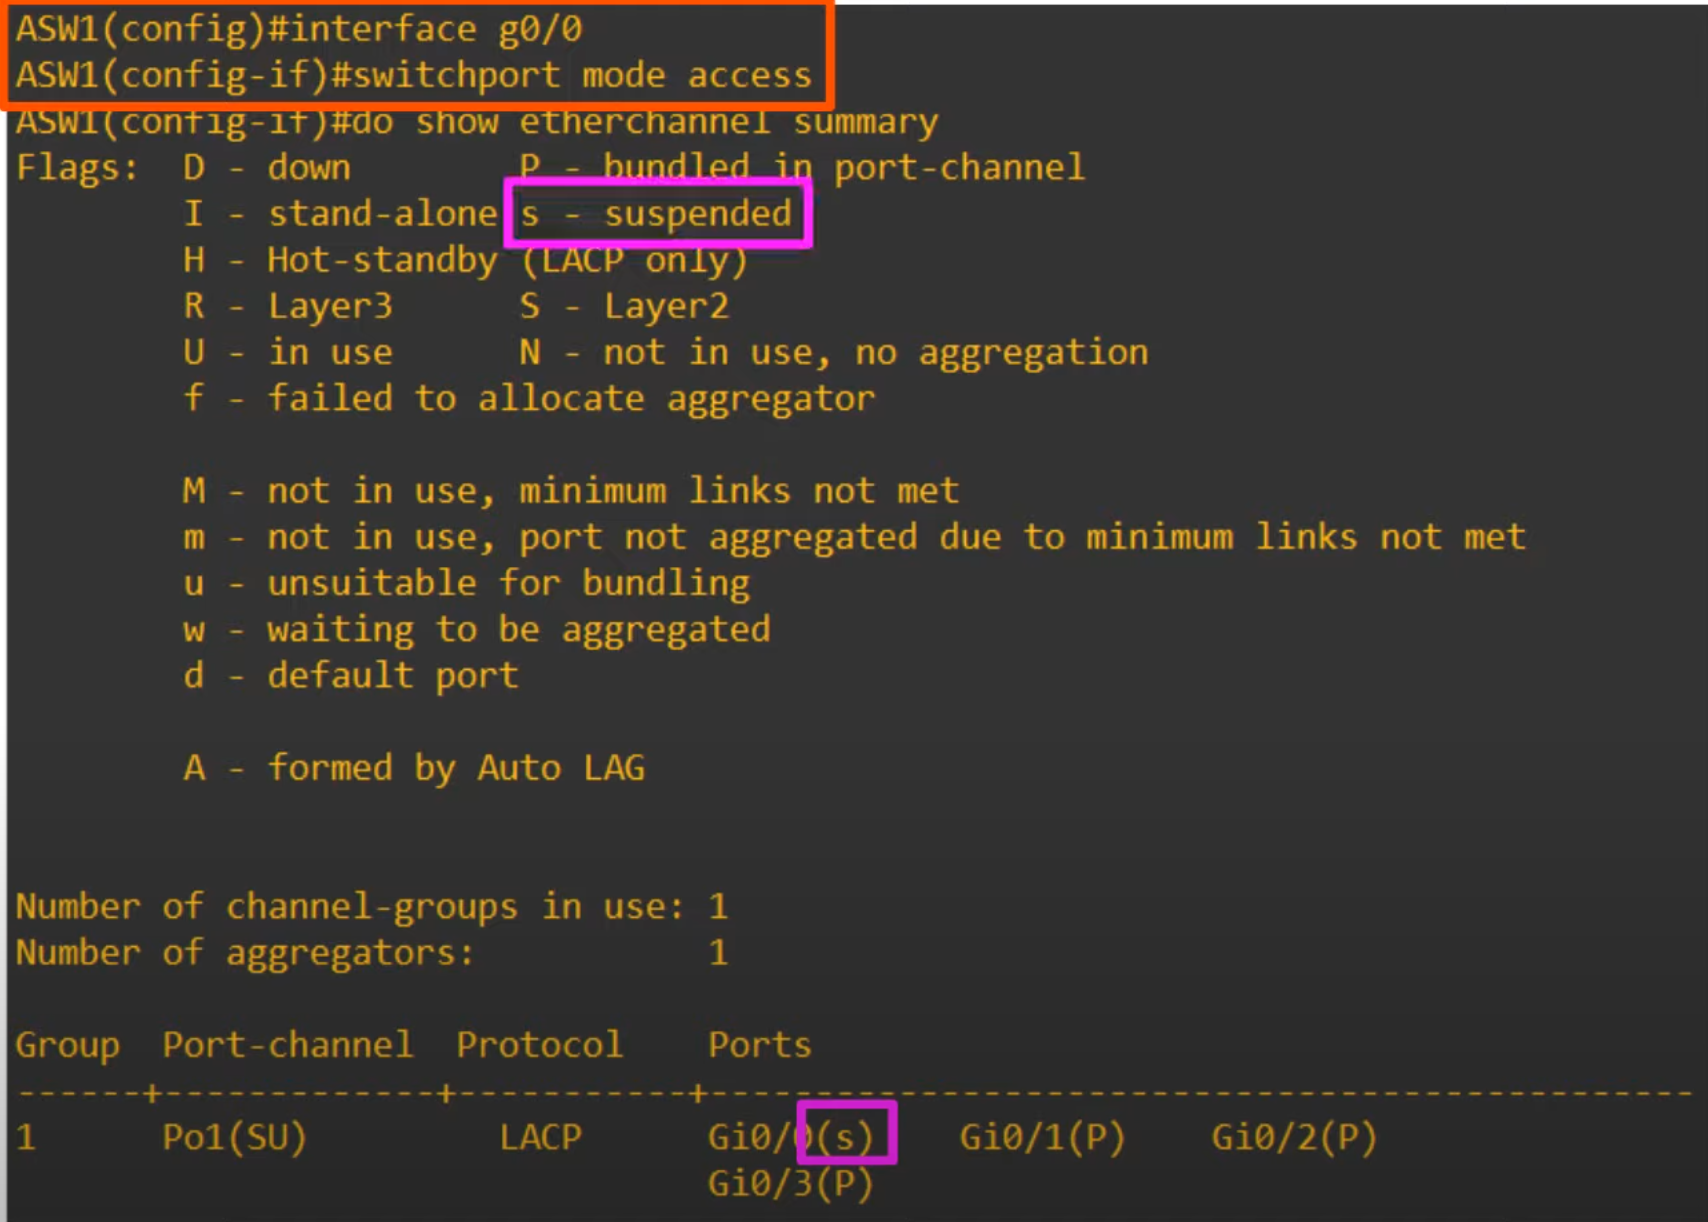 ASW1(config)#interface g0/0
ASW1(config-if)#switchport mode access
ASW1(config-if)#do show etherchannel summary
Flags:  D - down        P - bundled in port-channel
        I - stand-alone s - suspended
        H - Hot-standby (LACP only)
        R - Layer3      S - Layer2
        U - in use      N - not in use, no aggregation
        f - failed to allocate aggregator
        M - not in use, minimum links not met
        m - not in use, port not aggregated due to minimum links not met
        u - unsuitable for bundling
        w - waiting to be aggregated
        d - default port
        A - formed by Auto LAG
Number of channel-groups in use: 1
Number of aggregators:           1
Group  Port-channel  Protocol    Ports
------+-------------+-----------+-----------------------------------------------
1      Po1(SU)         LACP      Gi0/0(s)    Gi0/1(P)    Gi0/2(P)
                                 Gi0/3(P)